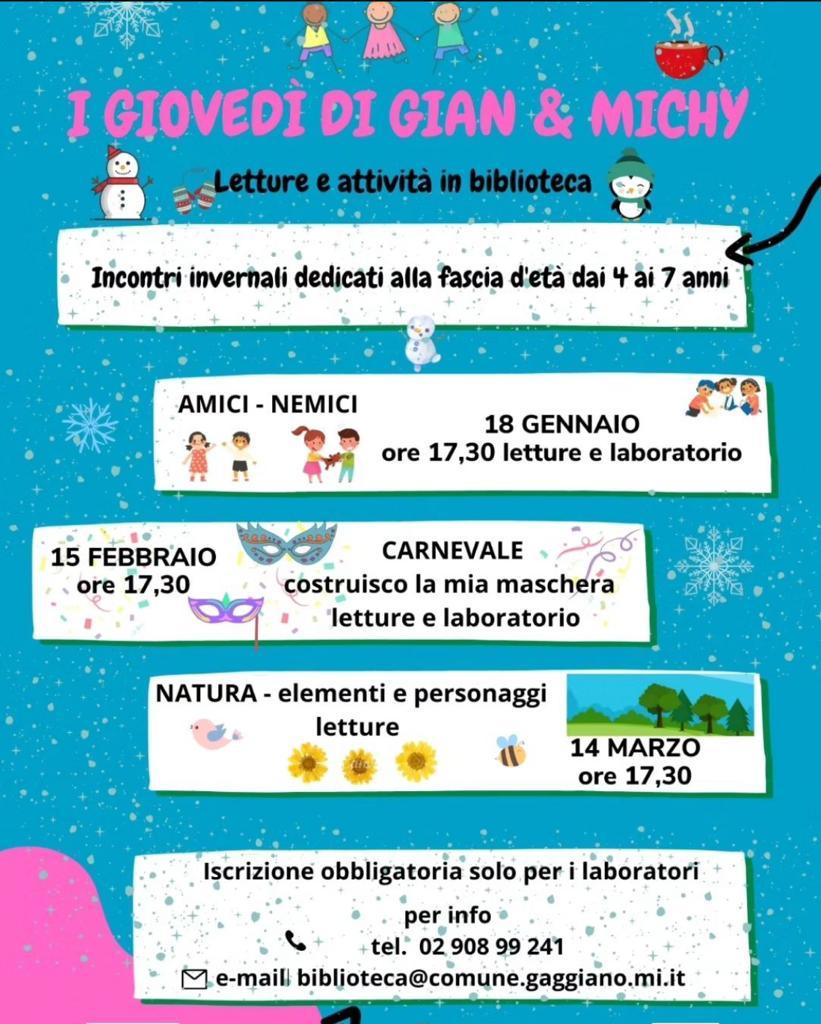 I GIOVEDÌ DI GIAN & MICHY
Letture e attività in biblioteca
Incontri invernali dedicati alla fascia d'età dai 4 ai 7 anni
AMICI - NEMICI
18 GENNAIO
ore 17,30 letture e laboratorio
15 FEBBRAIO
ore 17,30
CARNEVALE
costruisco la mia maschera
letture e laboratorio
NATURA - elementi e personaggi
letture
14 MARZO
ore 17,30
Iscrizione obbligatoria solo per i laboratori
per info
tel. 02 908 99 241
e-mail biblioteca@comune.gaggiano.mi.it